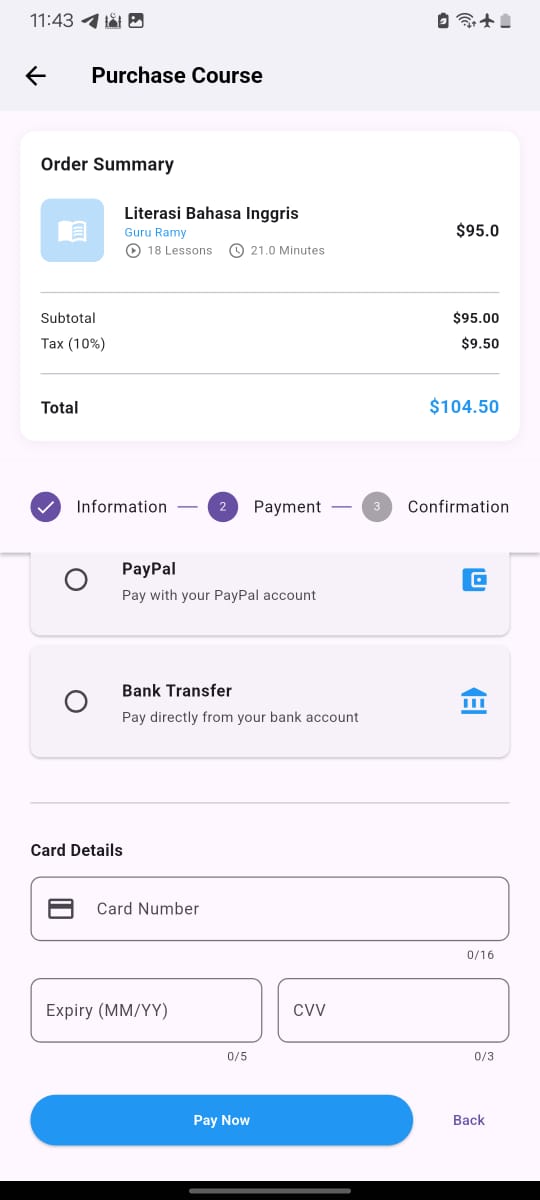 11:43
Purchase Course
Order Summary
Literasi Bahasa Inggris
Guru Ramy
18 Lessons 21.0 Minutes
$95.0
Subtotal $95.00
Tax (10%) $9.50
Total $104.50
Information 2 Payment 3 Confirmation
PayPal
Pay with your PayPal account
Bank Transfer
Pay directly from your bank account
Card Details
Card Number
0/16
Expiry (MM/YY) CVV
0/5 0/3
Pay Now Back